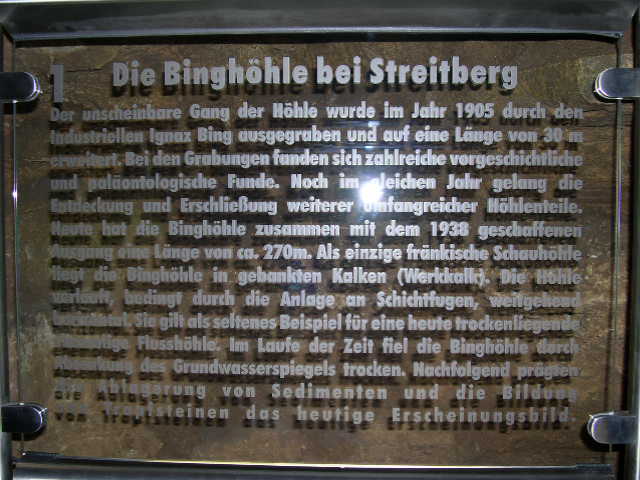 1 Die Binghöhle bei Streitberg
Der unscheinbare Gang der Höhle wurde im Jahr 1905 durch den
Industriellen Ignaz Bing ausgegraben und auf eine Länge von 30 m
erweitert. Bei den Grabungen fanden sich zahlreiche vorgeschichtliche
und paläontologische Funde. Noch im gleichen Jahr gelang die
Entdeckung und Erschließung weiterer umfangreicher Höhlenteile.
Heute hat die Binghöhle zusammen mit dem 1938 geschaffenen
Ausgang eine Länge von ca. 270m. Als einzige fränkische Schauhöhle
liegt die Binghöhle in gebankten Kalken (Werkkalk). Die Höhle
verläuft, bedingt durch die Anlage an Schichtfugen, weitgehend
horizontal. Sie gilt als seltenes Beispiel für eine heute trockenliegende
Flusshöhle. Im Laufe der Zeit fiel die Binghöhle durch
Absenkung des Grundwasserspiegels trocken. Nachfolgend prägten
die Ablagerung von Sedimenten und die Bildung
von Tropfsteinen das heutige Erscheinungsbild.